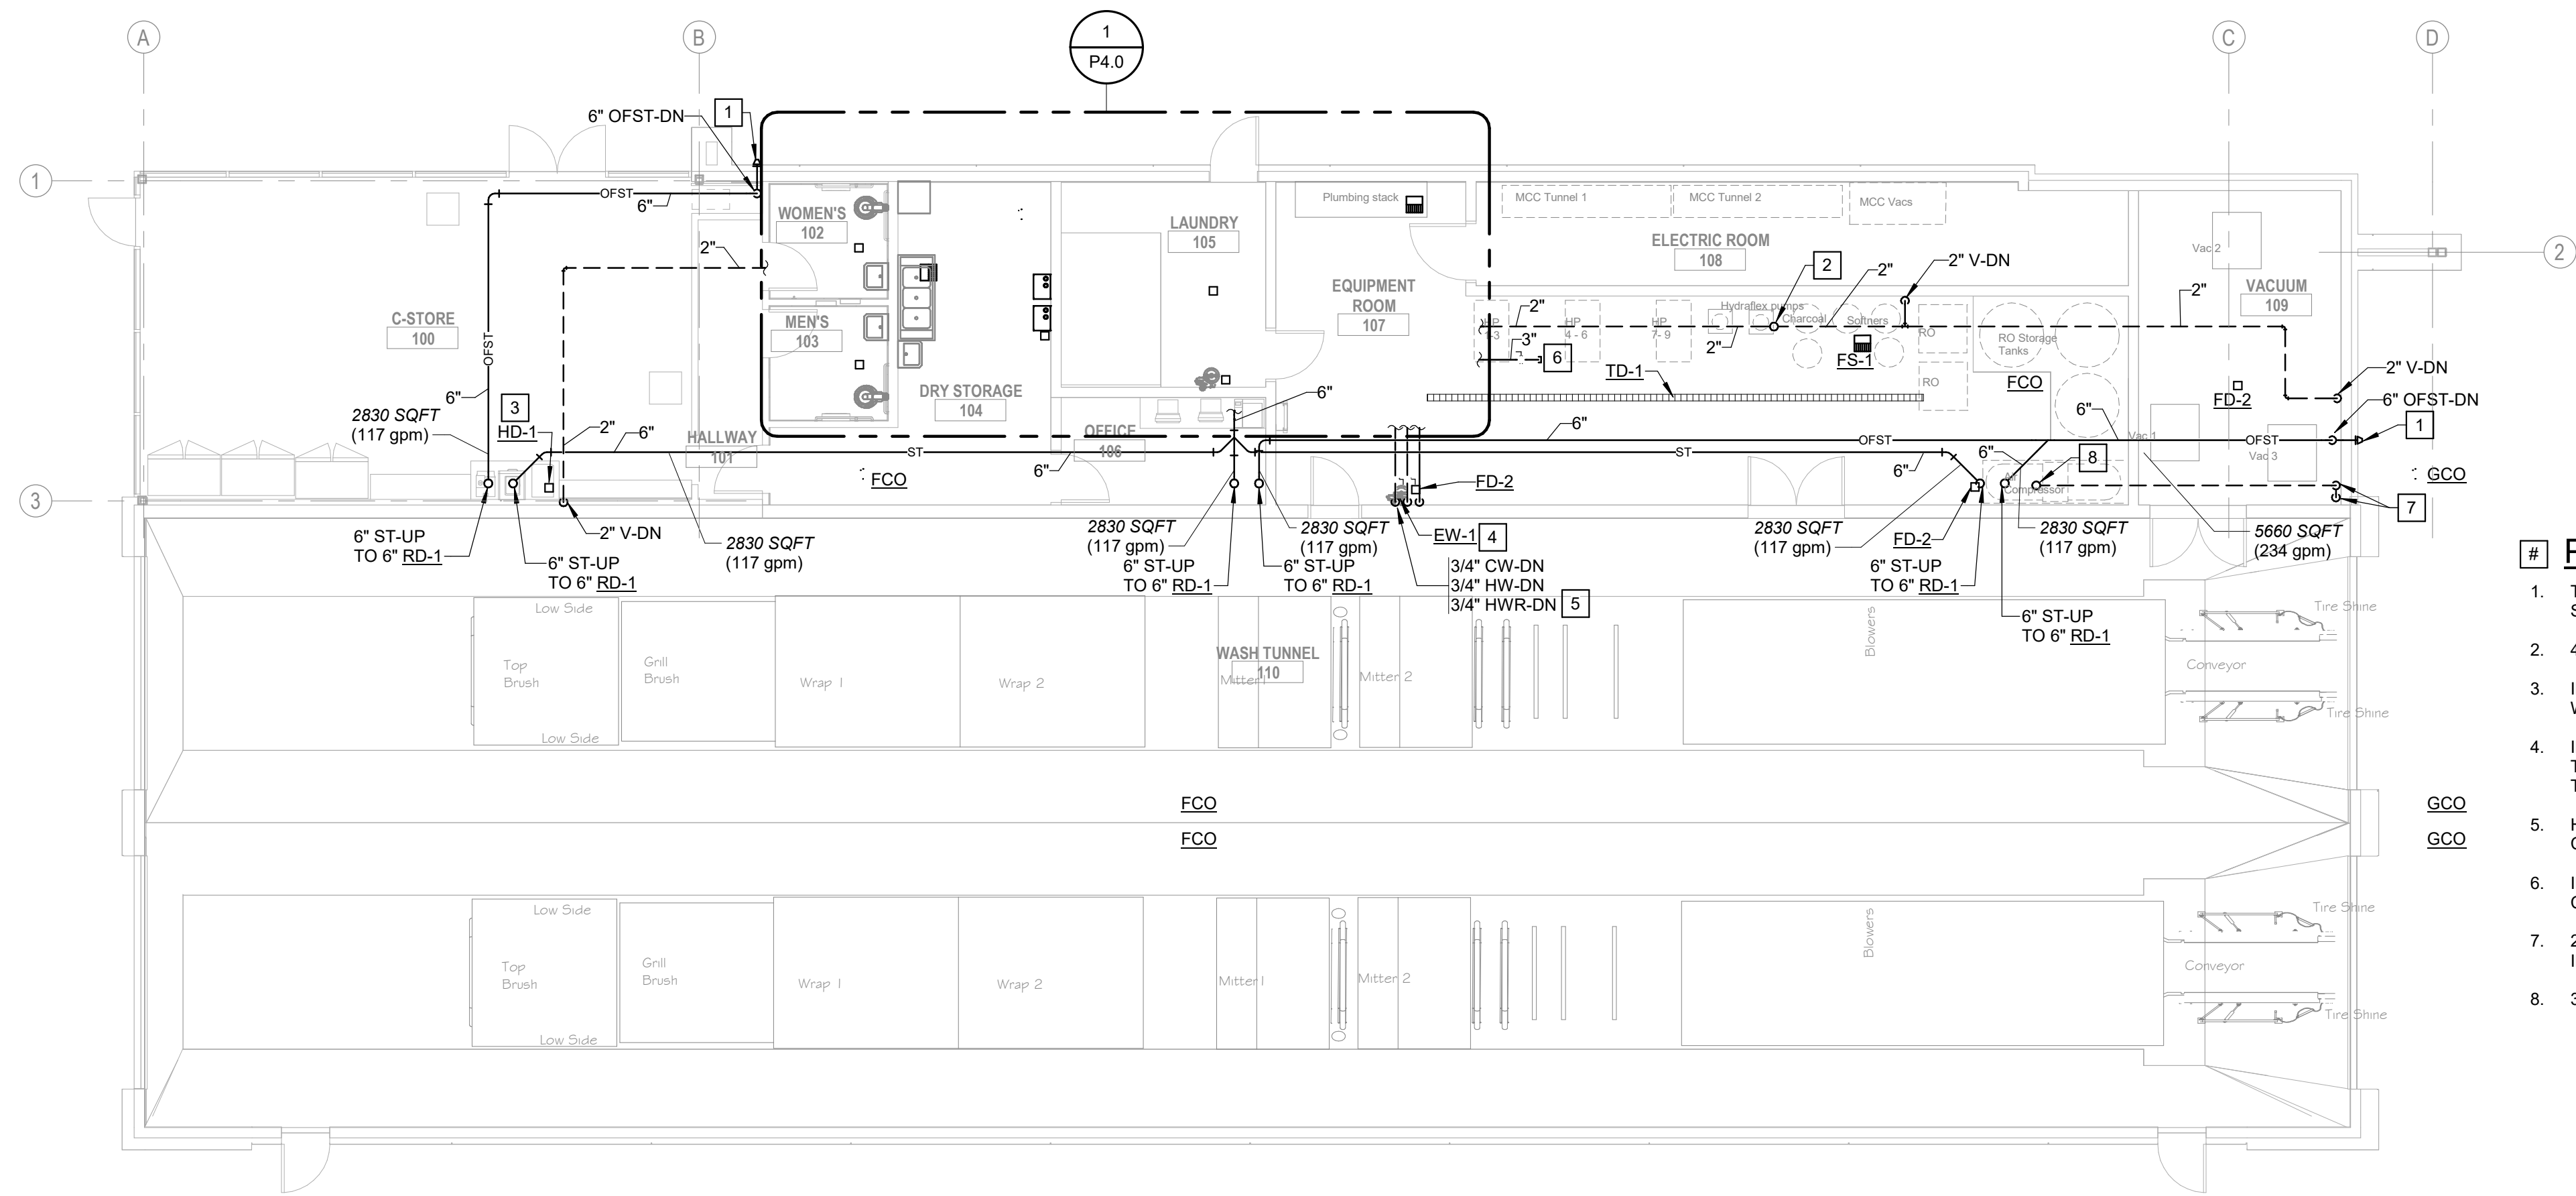 A
B
1
P4.0
C
D
6" OFST-DN
1
1
OFST
6"
WOMEN'S
102
LAUNDRY
105
Plumbing stack
MCC Tunnel 1
MCC Tunnel 2
MCC Vacs
ELECTRIC ROOM
108
2
2"
2" V-DN
Vac 2
2
2"
VACUUM
109
2"
EQUIPMENT
ROOM
107
C-STORE
100
OFST
MEN'S
103
2"
HP
1-3
HP
4 - 6
HP
7- 9
Hydraflex pumps
Charcoal
Softners
RO
RO Storage
Tanks
2"
3"
6
FS-1
TD-1
RO
FCO
2" V-DN
FD-2
6" OFST-DN
6"
DRY STORAGE
104
6"
2830 SQFT
(117 gpm)
3
HD-1
2"
6"
HALLWAY
101
OFFICE
106
6"
OFST
6"
Vac 1
OFST
1
ST
6"
ST
6"
6"
8
Vac 3
GCO
3
FCO
FD-2
Air
Compressor
7
6" ST-UP
TO 6" RD-1
2" V-DN
6" ST-UP
TO 6" RD-1
2830 SQFT
(117 gpm)
2830 SQFT
(117 gpm)
6" ST-UP
TO 6" RD-1
2830 SQFT
(117 gpm)
6" ST-UP
TO 6" RD-1
EW-1
4
3/4" CW-DN
3/4" HW-DN
3/4" HWR-DN
5
2830 SQFT
(117 gpm)
FD-2
6" ST-UP
TO 6" RD-1
2830 SQFT
(117 gpm)
5660 SQFT
(234 gpm)
6" ST-UP
TO 6" RD-1
#
1.
2.
3.
4.
5.
6.
7.
8.
Low Side
Top
Brush
Low Side
Grill
Brush
Wrap 1
Wrap 2
WASH TUNNEL
110
Mitter 1
Mitter 2
Blowers
Tire Shine
Conveyor
Tire Shine
FCO
FCO
GCO
GCO
Low Side
Top
Brush
Low Side
Grill
Brush
Wrap 1
Wrap 2
Mitter 1
Mitter 2
Blowers
Tire Shine
Conveyor
Tire Shine